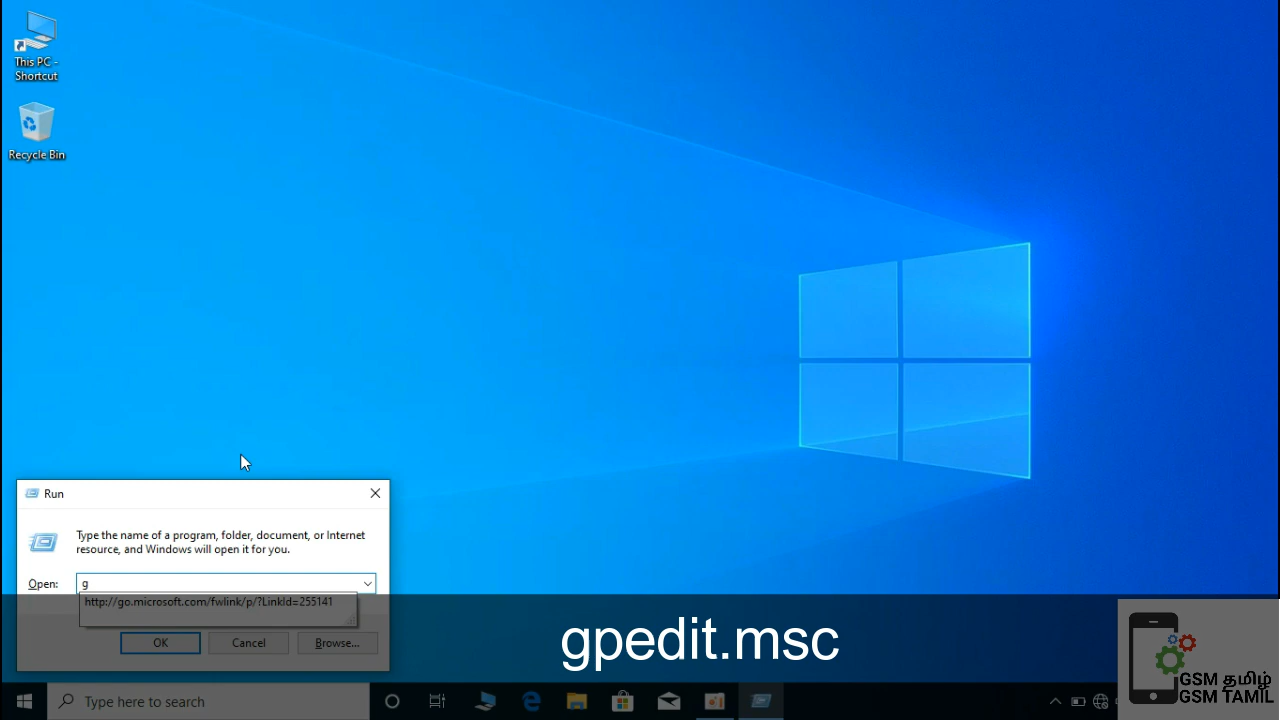 This PC -
Shortcut
Recycle Bin
Run
Type the name of a program, folder, document, or Internet
resource, and Windows will open it for you.
Open:
g
http://go.microsoft.com/fwlink/p/?LinkId=255141
OK
Cancel
Browse...
gpedit.msc
GSM தமிழ்
GSM TAMIL
Type here to search